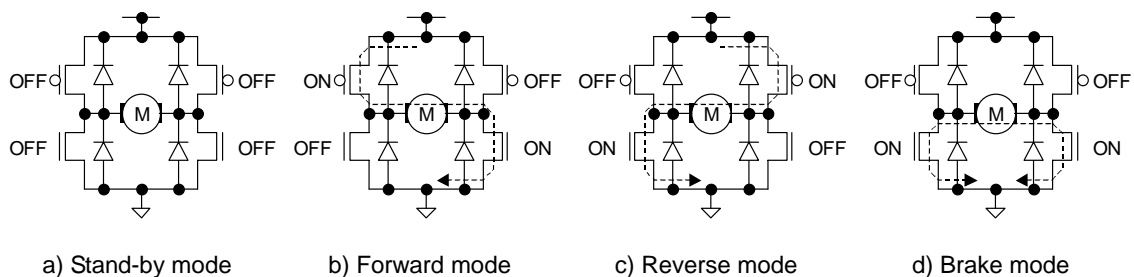 OFF OFF ON OFF OFF ON OFF OFF
M M M M
OFF OFF OFF ON ON OFF ON ON
a) Stand-by mode b) Forward mode c) Reverse mode d) Brake mode